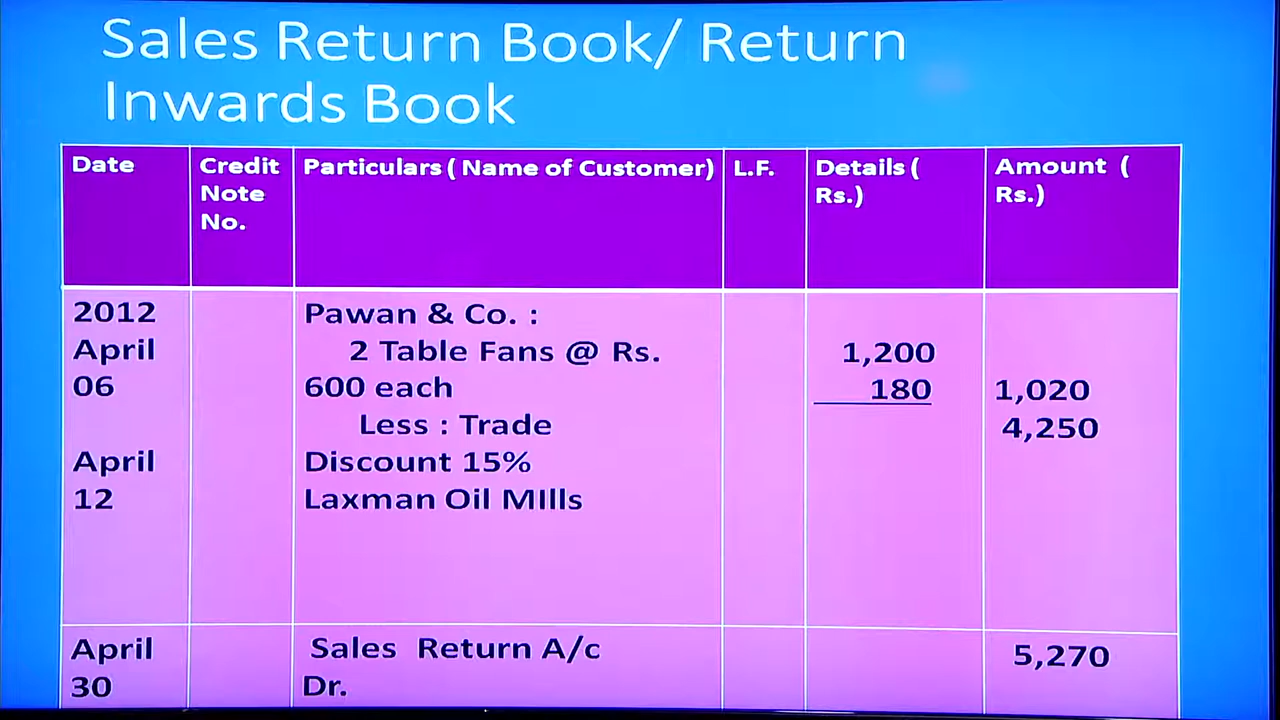 Sales Return Book/ Return
Inwards Book
Date
Credit
Note
No.
Particulars ( Name of Customer)
L.F.
Details (
Rs.)
Amount (
Rs.)
2012
April
06
April
12
Pawan & Co. :
2 Table Fans @ Rs.
600 each
Less : Trade
Discount 15%
Laxman Oil MIlls
1,200
180
1,020
4,250
April
30
Sales Return A/c
Dr.
5,270